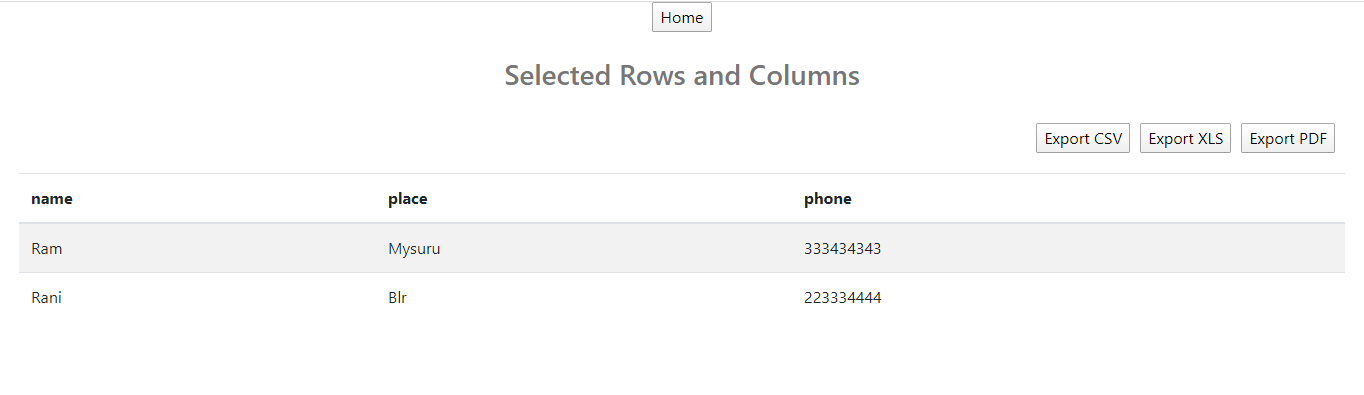 Home
Selected Rows and Columns
Export CSV Export XLS Export PDF
name place phone
Ram Mysuru 333434343
Rani Blr 223334444